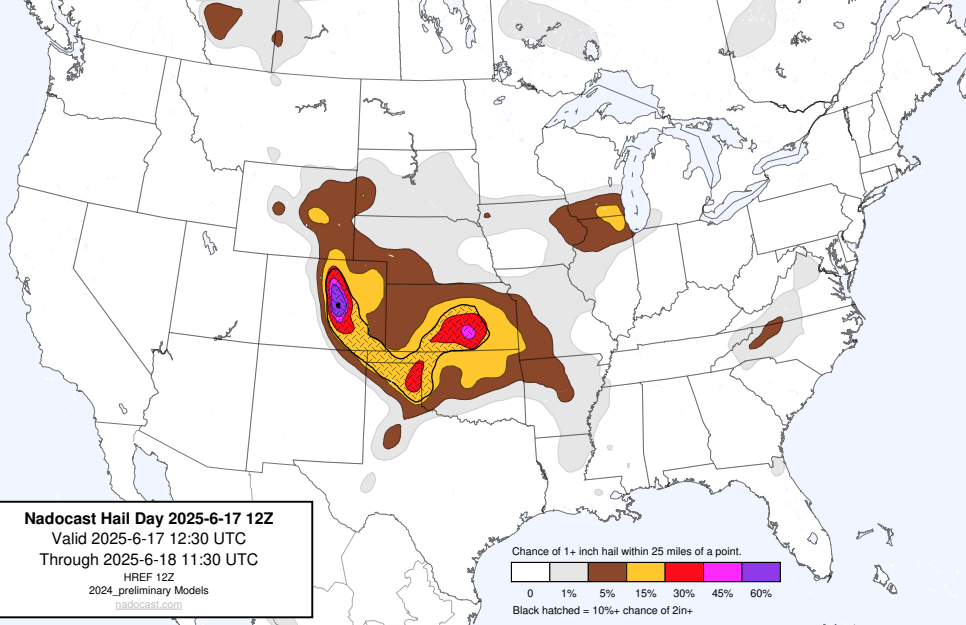 Nadocast Hail Day 2025-6-17 12Z
Valid 2025-6-17 12:30 UTC
Through 2025-6-18 11:30 UTC
HREF 12Z
2024_preliminary Models
nadocast.com
Chance of 1+ inch hail within 25 miles of a point.
0 1% 5% 15% 30% 45% 60%
Black hatched = 10%+ chance of 2in+